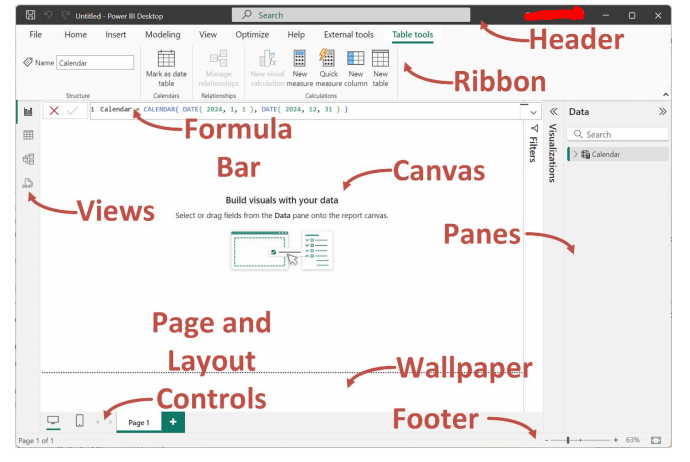 Untitled - Power BI Desktop
Search
File Home Insert Modeling View Optimize Help External tools Table tools
Header
Name Calendar
Mark as date table
Manage relationships
New visual calculation
New measure
Quick measure
New column
New table
Structure Calendars Relationships Calculations
Ribbon
1 Calendar = CALENDAR( DATE( 2024, 1, 1 ), DATE( 2024, 12, 31 ) )
Formula
Bar
Filters
Visualizations
Data
Search
Calendar
Canvas
Views
Build visuals with your data
Select or drag fields from the Data pane onto the report canvas.
Panes
Page and
Layout
Controls
Wallpaper
Footer
Page 1
Page 1 of 1
- + 63%